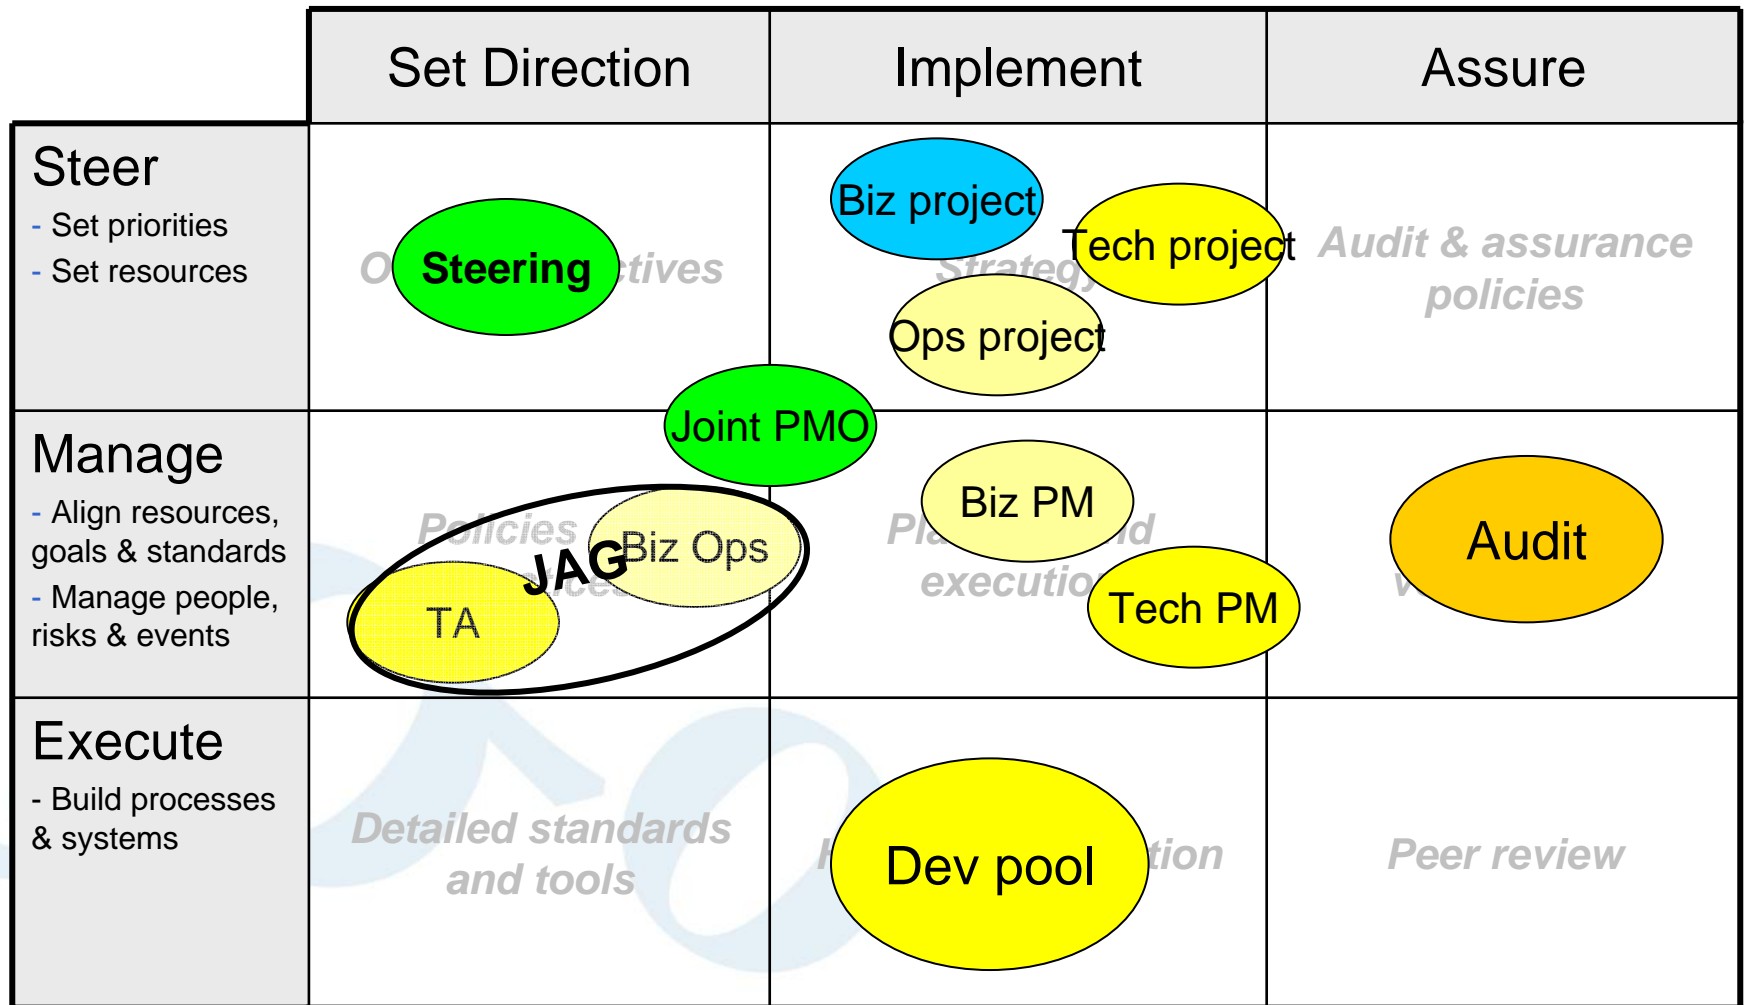 Set Direction
Implement
Assure
Steer
- Set priorities
- Set resources
Steering
Biz project
Tech project
Ops project
Audit & assurance
policies
Joint PMO
Manage
- Align resources,
goals & standards
- Manage people,
risks & events
Policies
JAG
Biz Ops
TA
Biz PM
execution
Tech PM
Audit
Execute
- Build processes
& systems
Detailed standards
and tools
Dev pool
Peer review